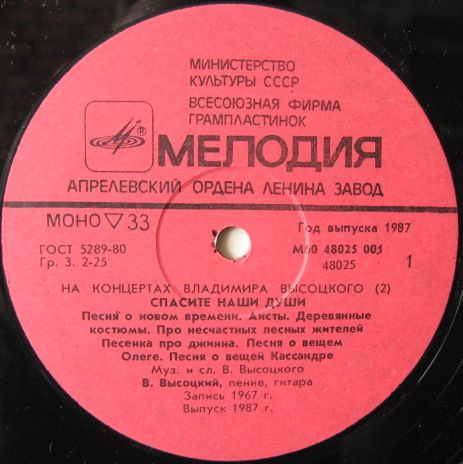 МИНИСТЕРСТВО
КУЛЬТУРЫ СССР
ВСЕСОЮЗНАЯ ФИРМА
ГРАМПЛАСТИНОК
®
МЕЛОДИЯ
АПРЕЛЕВСКИЙ ОРДЕНА ЛЕНИНА ЗАВОД
МОНО ▽ 33
Год выпуска 1987
ГОСТ 5289-80
М60 48025 001
Гр. 3. 2-25
48025
1
НА КОНЦЕРТАХ ВЛАДИМИРА ВЫСОЦКОГО (2)
СПАСИТЕ НАШИ ДУШИ
Песня о новом времени. Аисты. Деревянные
костюмы. Про несчастных лесных жителей
Песенка про джинна. Песня о вещем
Олеге. Песня о вещей Кассандре
Муз. и сл. В. Высоцкого
В. Высоцкий, пение, гитара
Запись 1967 г.
Выпуск 1987 г.